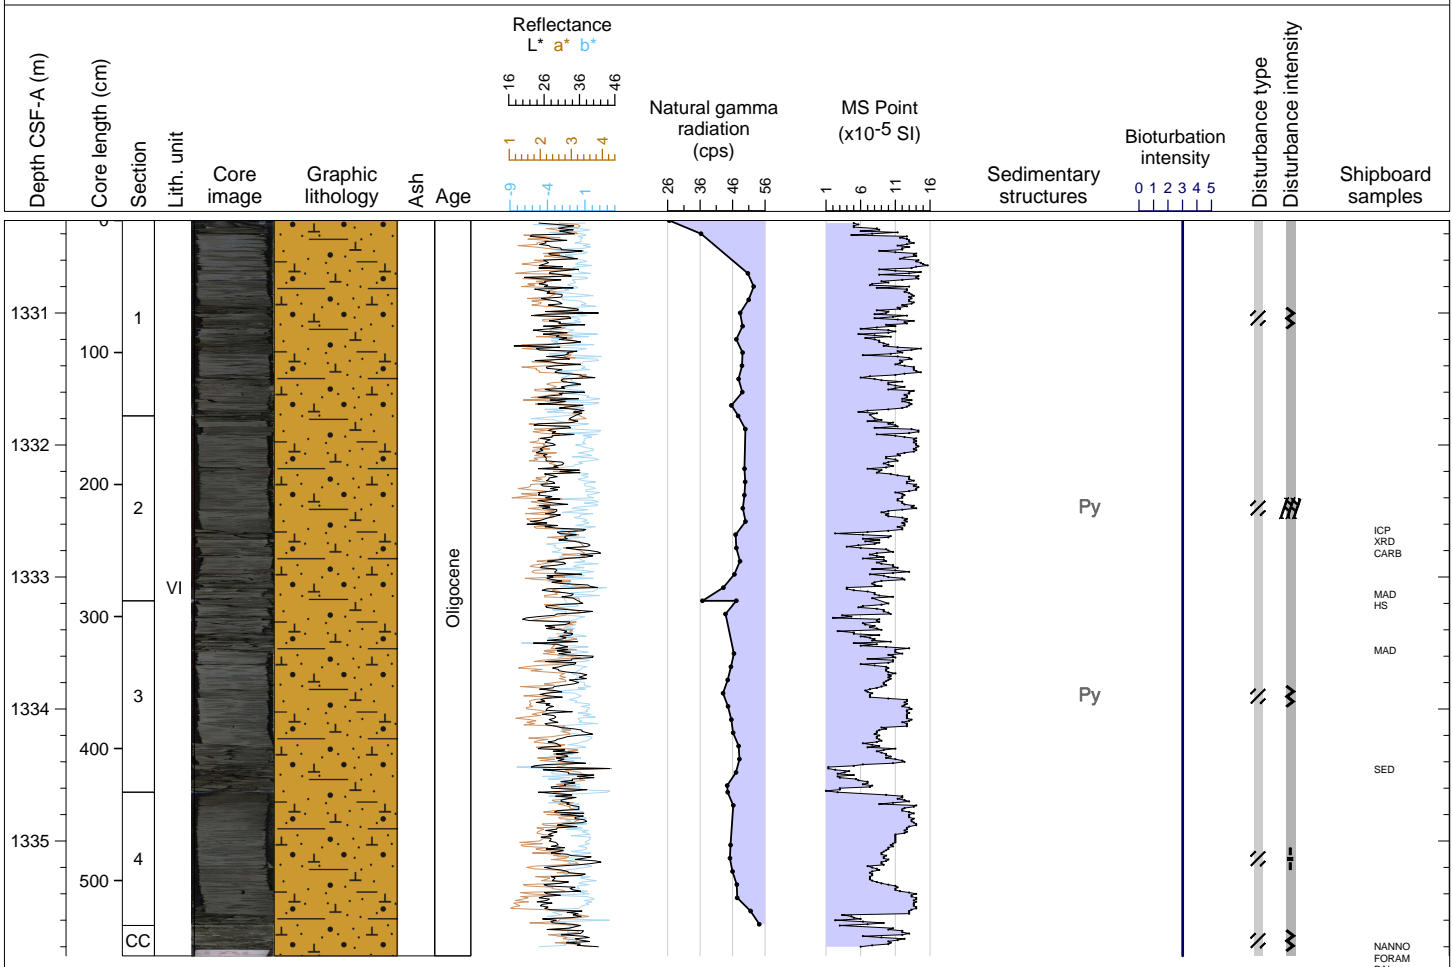 Reflectance
L* a* b*
16 26 36 46
1 2 3 4
-9 -4 1
Depth CSF-A (m)
Core length (cm)
Section
Lith. unit
Core image
Graphic lithology
Ash
Age
Natural gamma radiation (cps)
26 36 46 56
MS Point (x10-5 SI)
1 6 11 16
Sedimentary structures
Bioturbation intensity
0 1 2 3 4 5
Disturbance type
Disturbance intensity
Shipboard samples
0
1331
1
100
1332
200
2
Py
ICP
XRD
CARB
1333
VI
Oligocene
MAD
HS
300
MAD
3
Py
1334
400
SED
1335
4
500
CC
NANNO
FORAM